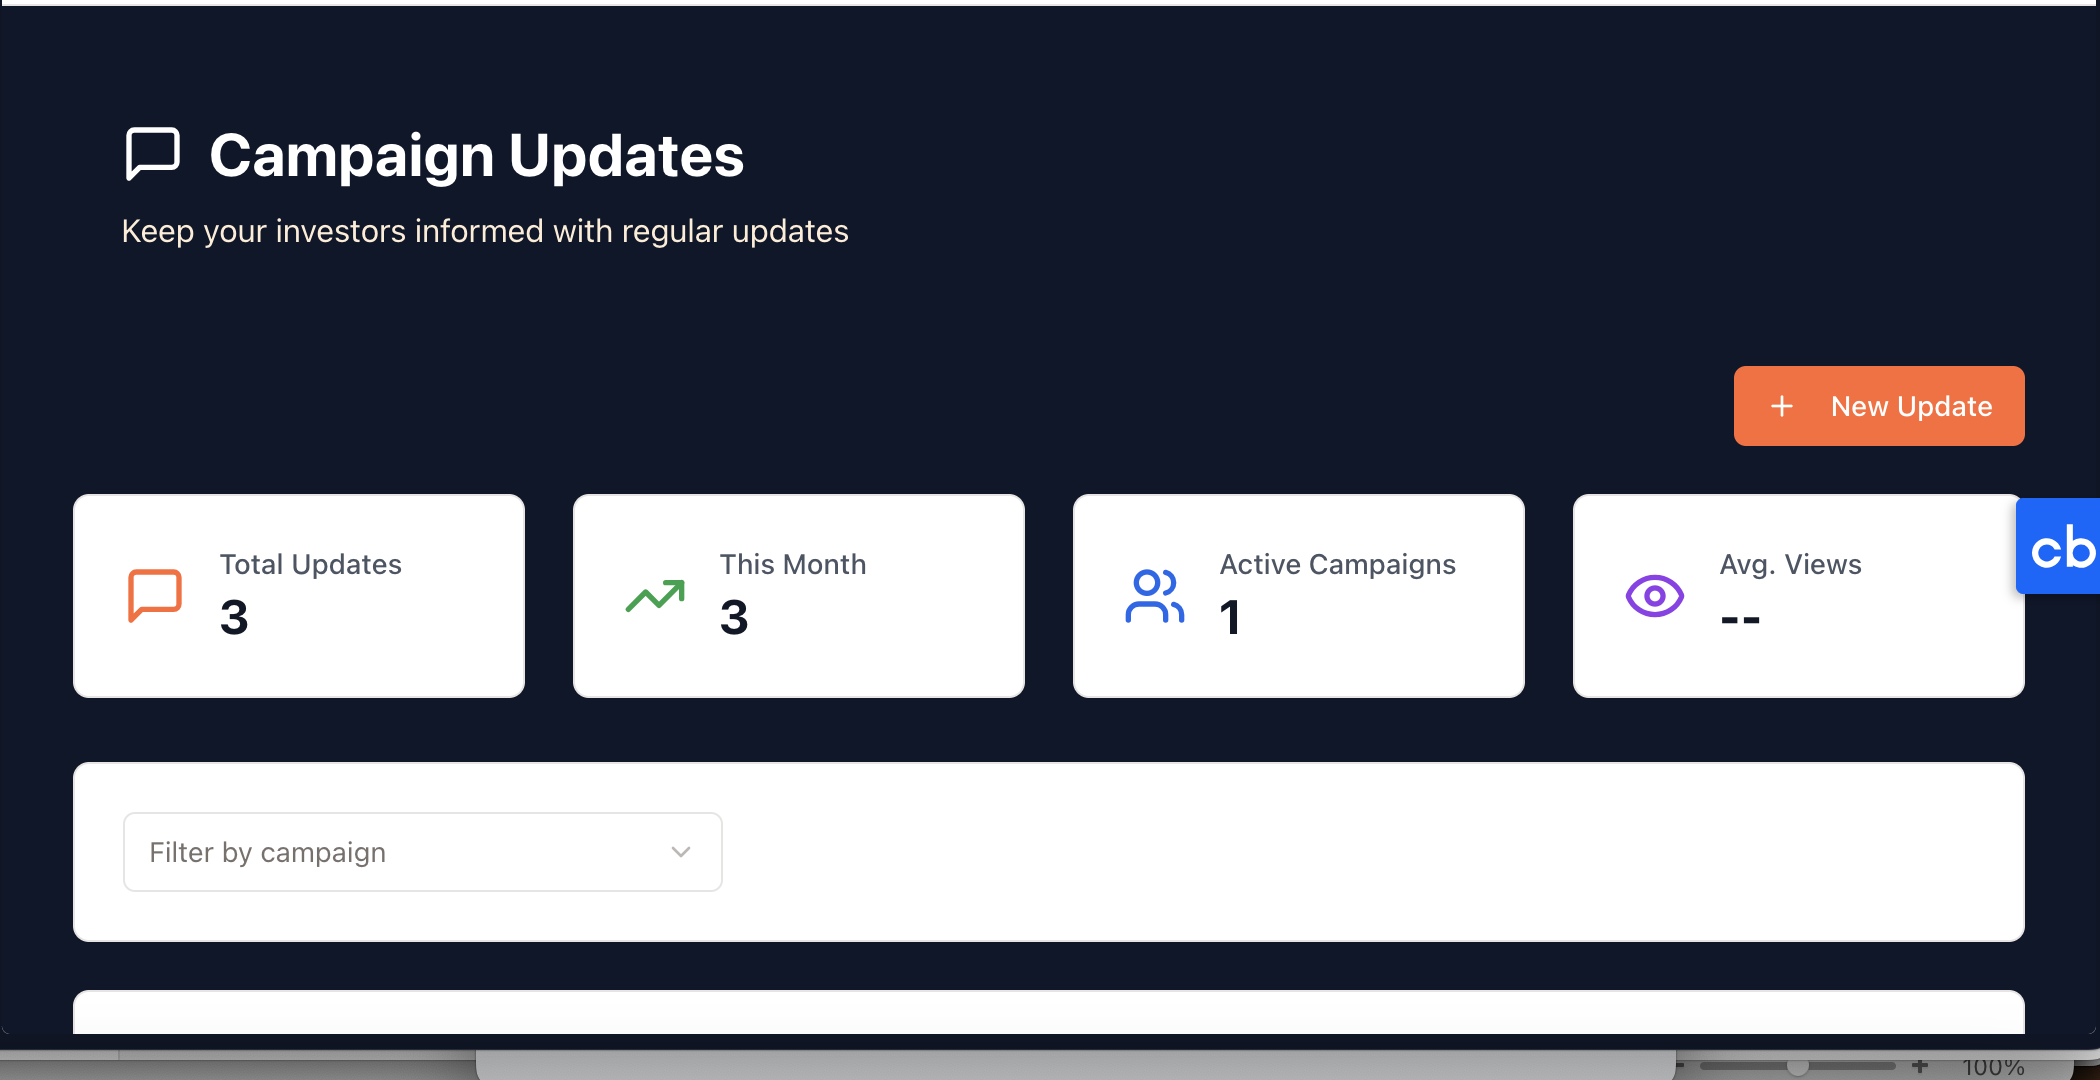 Campaign Updates
Keep your investors informed with regular updates
+ New Update
Total Updates
3
This Month
3
Active Campaigns
1
Avg. Views
--
cb
Filter by campaign
100%